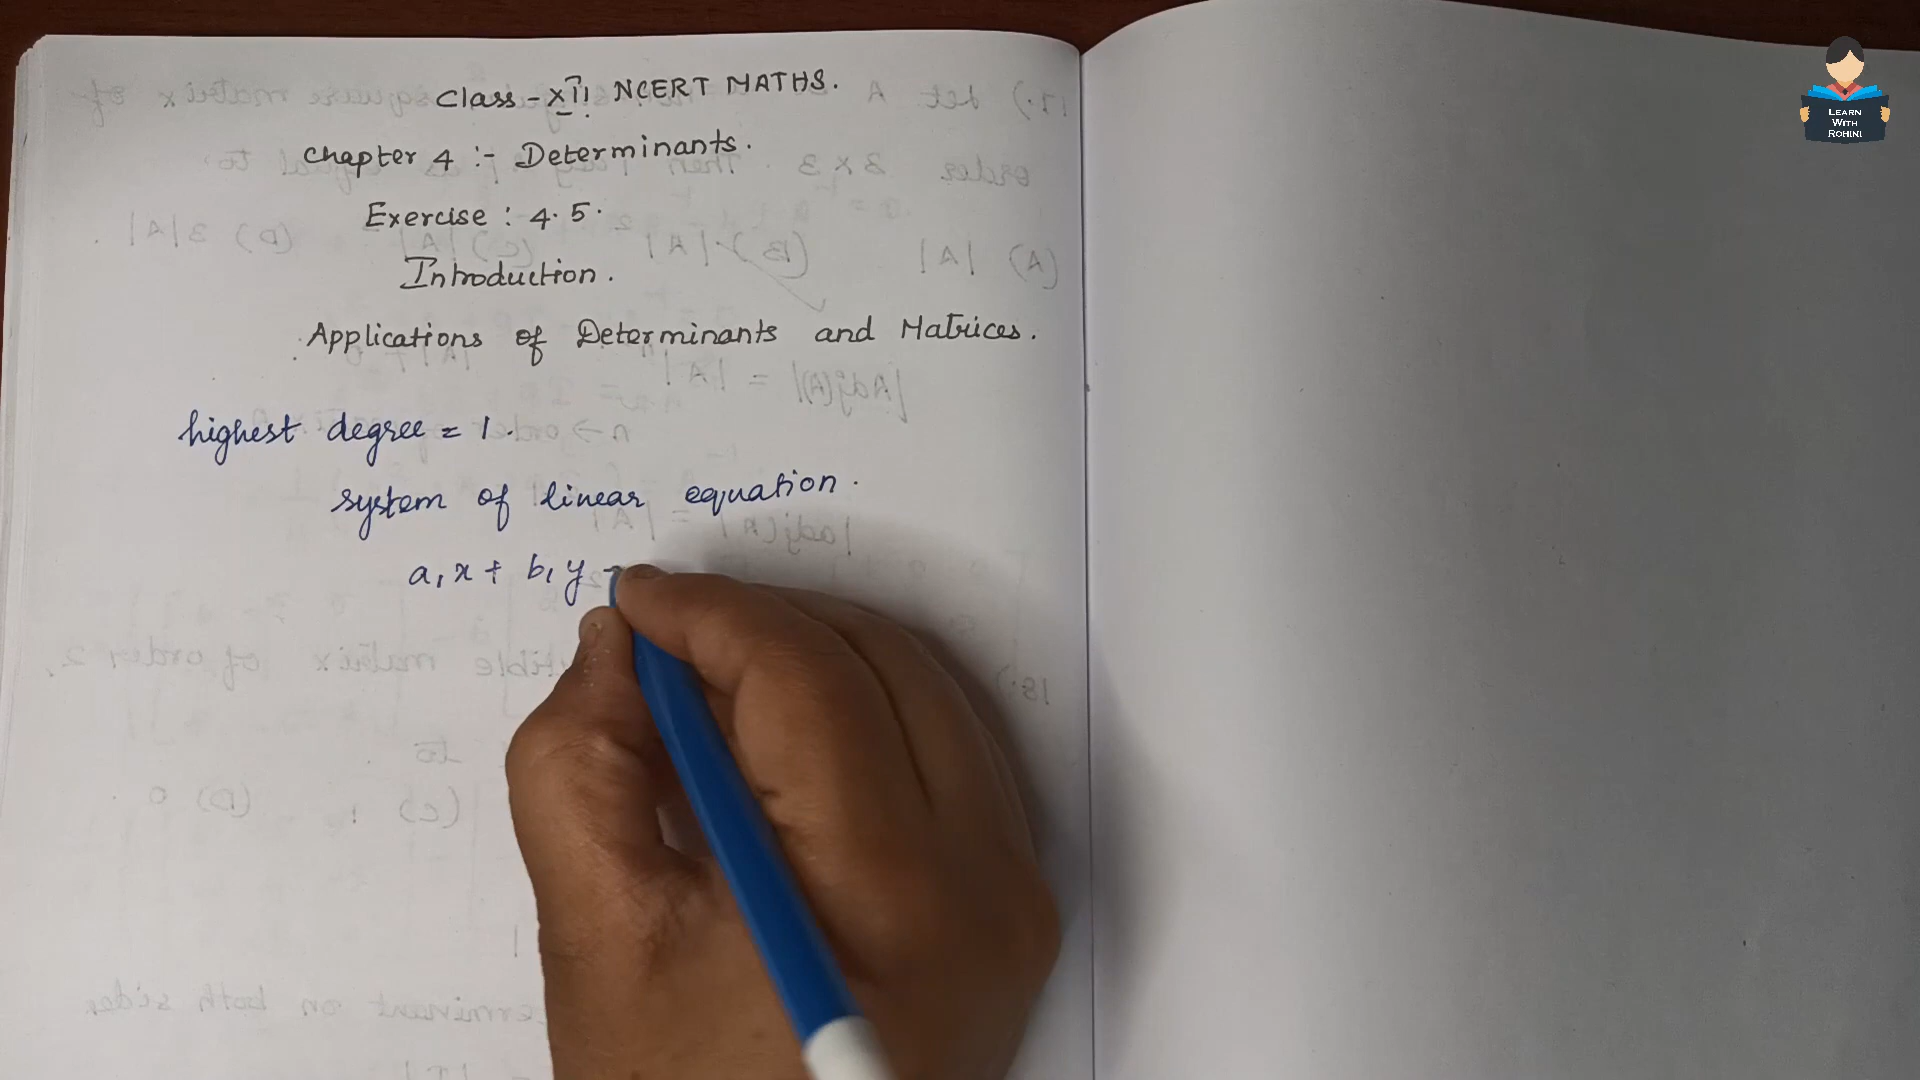 Class - XII NCERT MATHS.
Chapter 4 :- Determinants.
Exercise : 4.5.
Introduction.
Applications of Determinants and Matrices.
highest degree = 1.
system of linear equation.
a₁x + b₁y -
LEARN
WITH
ROHINI